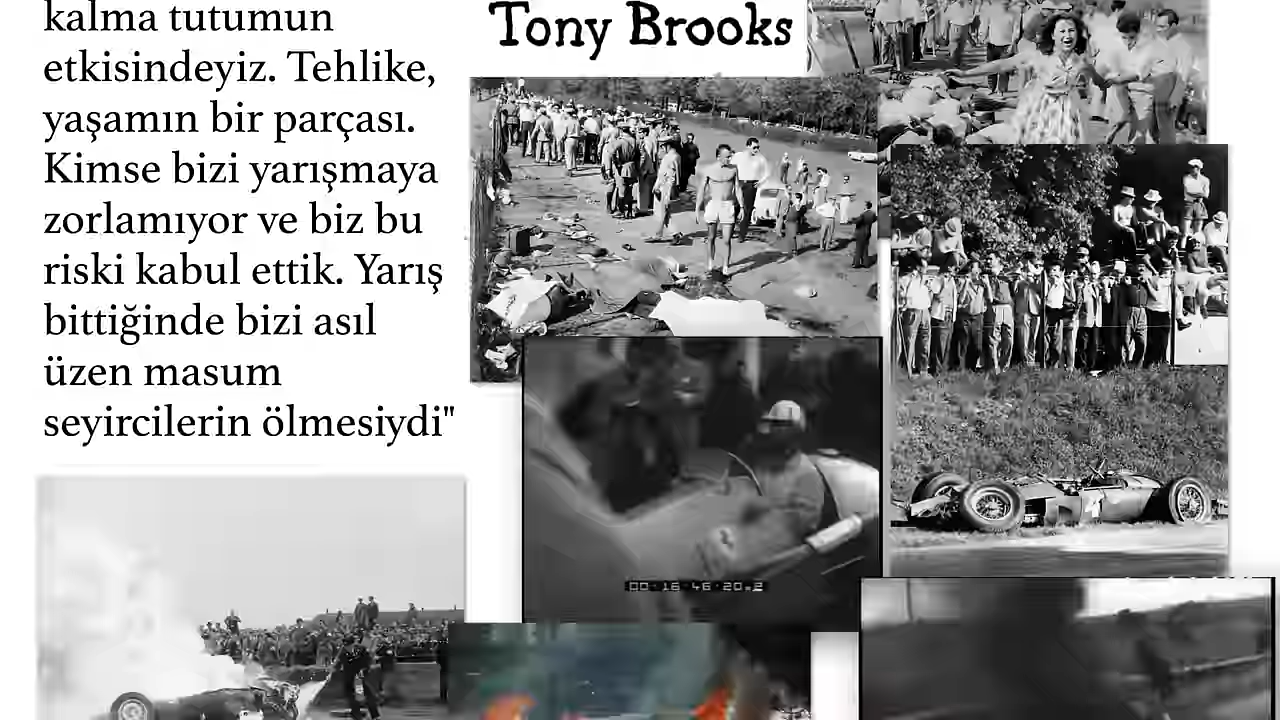 kalma tutumun
etkisindeyiz. Tehlike,
yaşamın bir parçası.
Kimse bizi yarışmaya
zorlamıyor ve biz bu
riski kabul ettik. Yarış
bittiğinde bizi asıl
üzen masum
seyircilerin ölmesiydi"
Tony Brooks
00:16:46:20.2